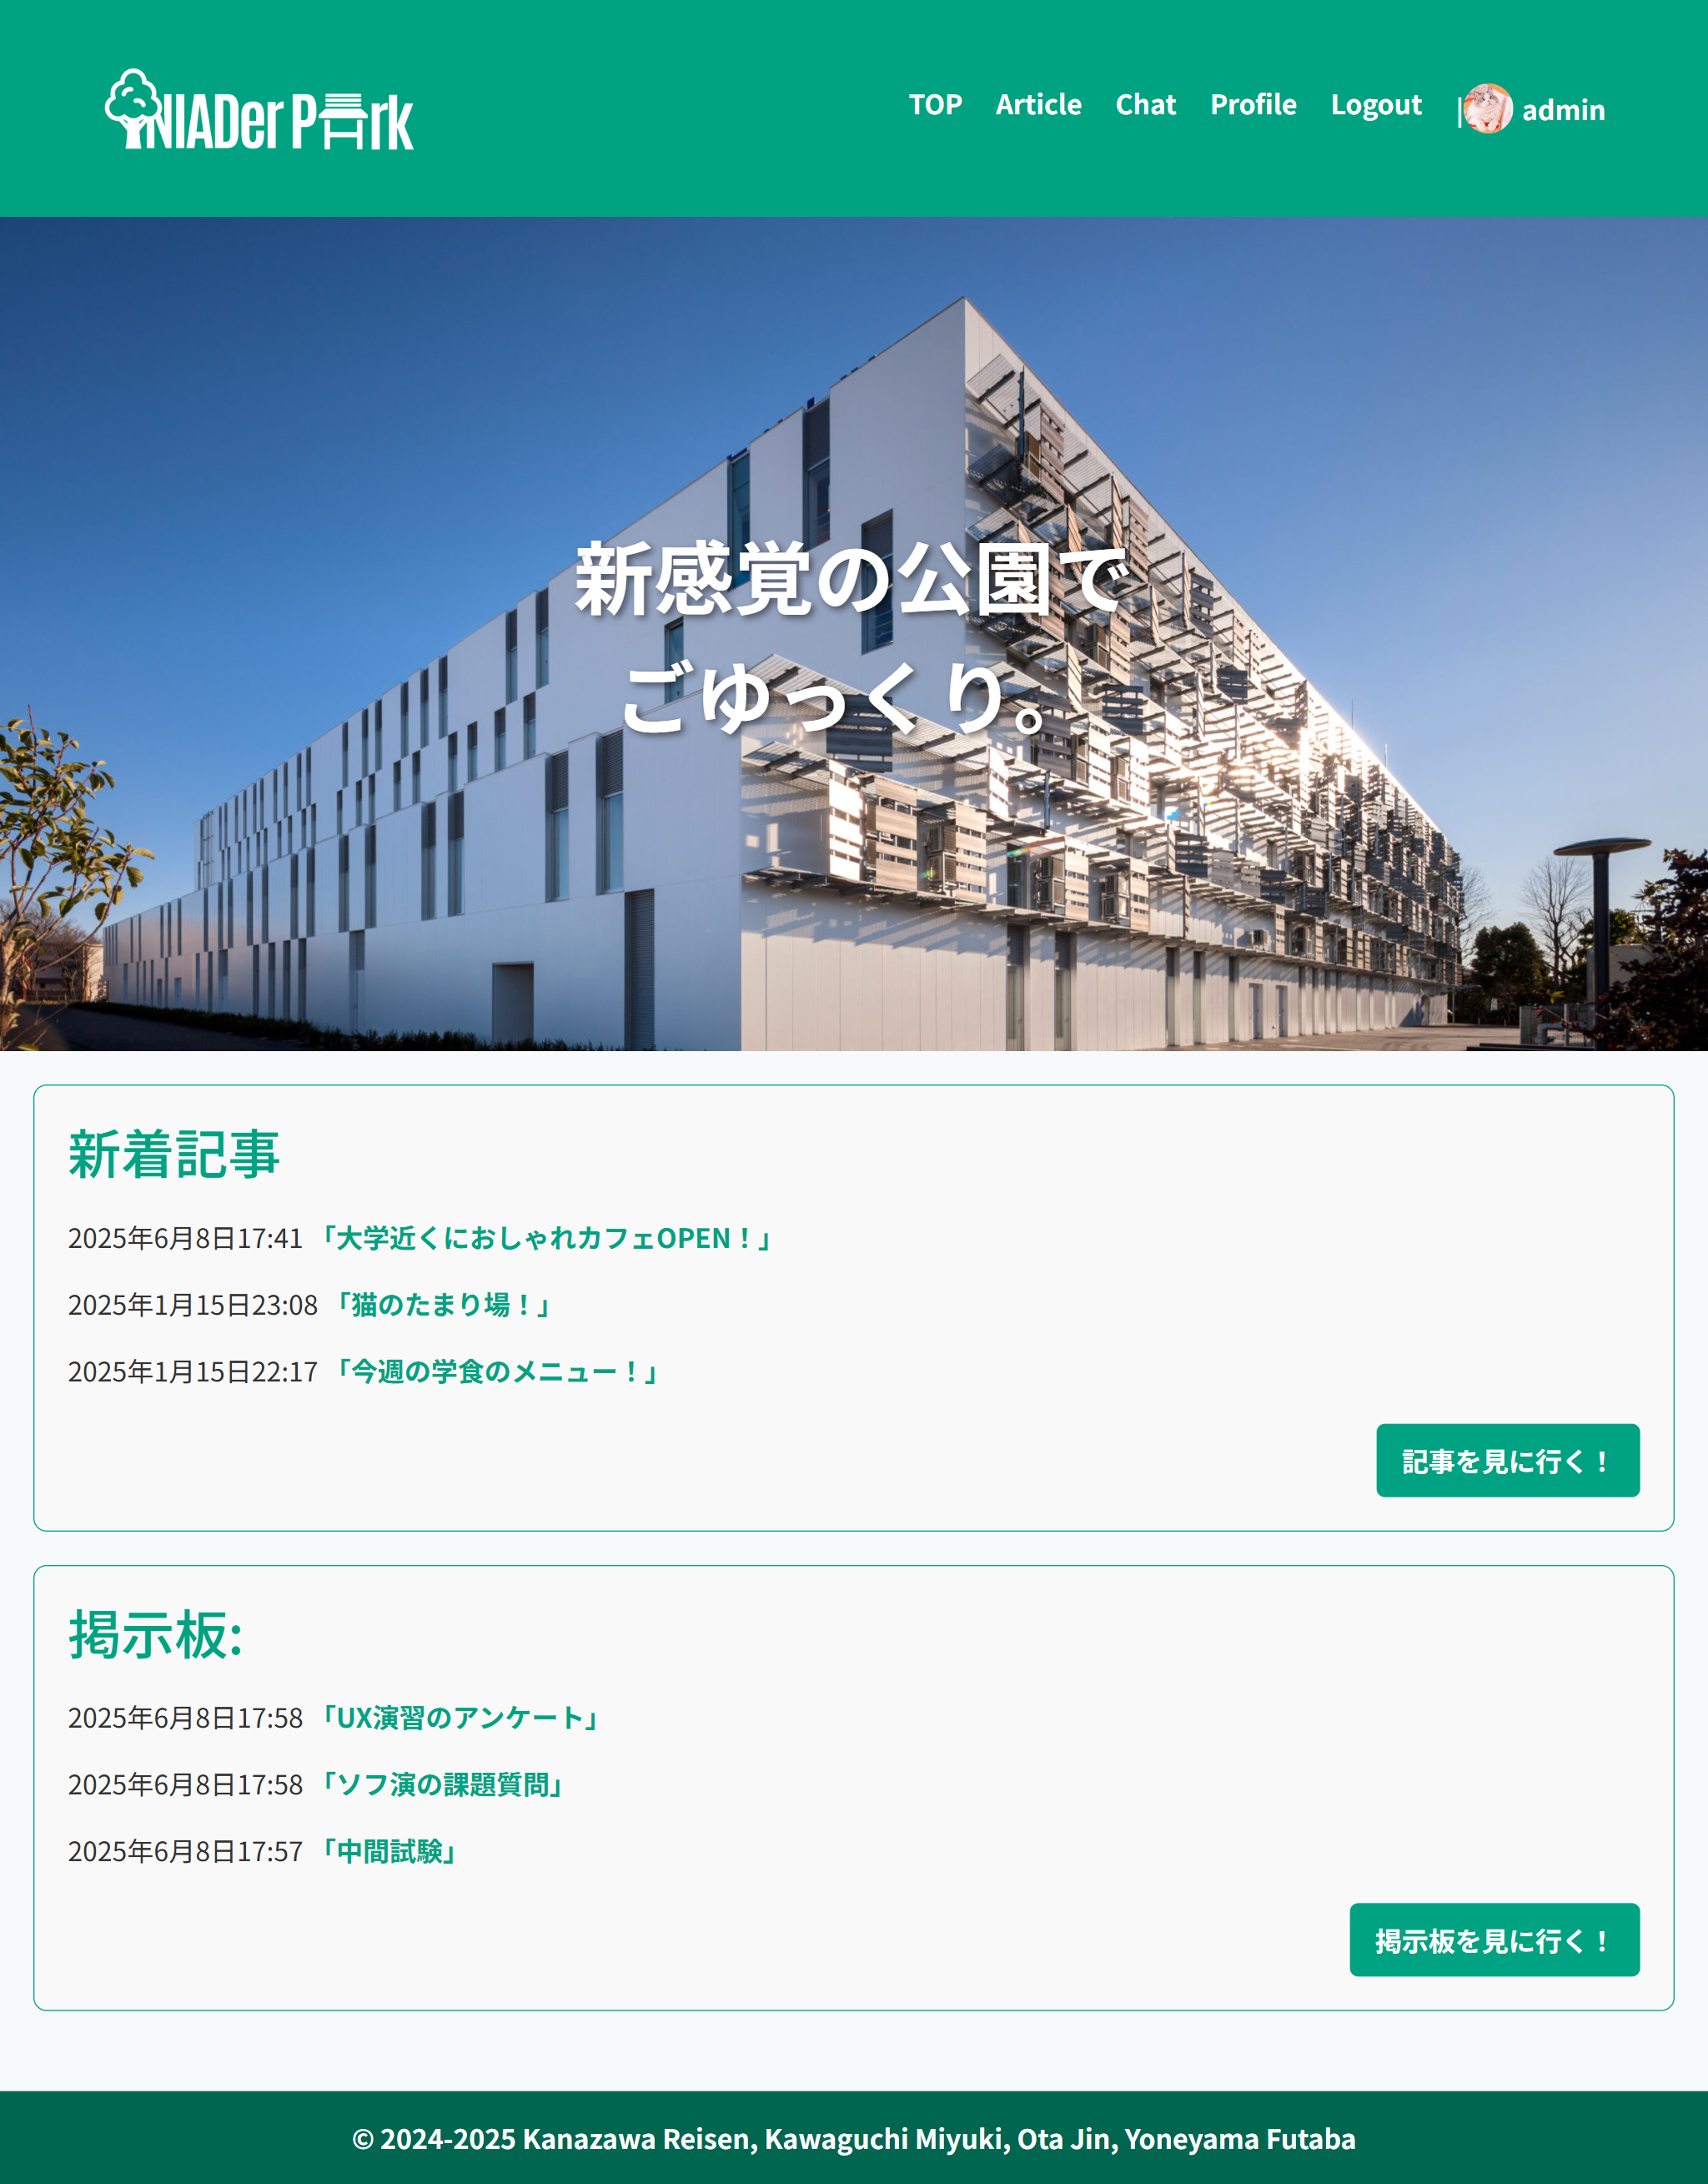 NIADer Park
TOP Article Chat Profile Logout | admin
新感覚の公園で
ごゆっくり。
新着記事
2025年6月8日17:41 「大学近くにおしゃれカフェOPEN！」
2025年1月15日23:08 「猫のたまり場！」
2025年1月15日22:17 「今週の学食のメニュー！」
記事を見に行く！
掲示板:
2025年6月8日17:58 「UX演習のアンケート」
2025年6月8日17:58 「ソフ演の課題質問」
2025年6月8日17:57 「中間試験」
掲示板を見に行く！
© 2024-2025 Kanazawa Reisen, Kawaguchi Miyuki, Ota Jin, Yoneyama Futaba